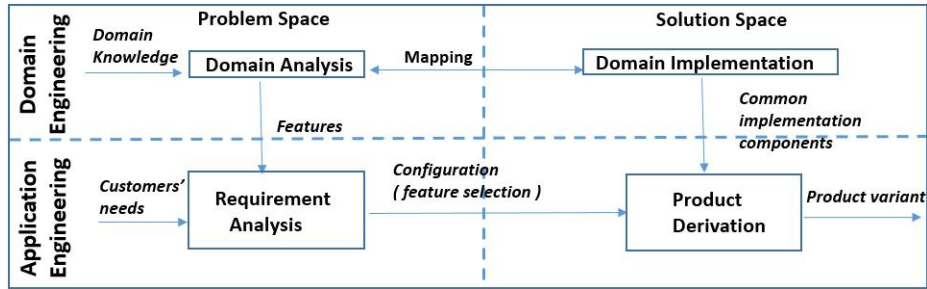 Problem Space
Solution Space
Domain
Engineering
Domain
Knowledge
Domain Analysis
Mapping
Domain Implementation
Features
Common
implementation
components
Application
Engineering
Customers’
needs
Requirement
Analysis
Configuration
( feature selection )
Product
Derivation
Product variant